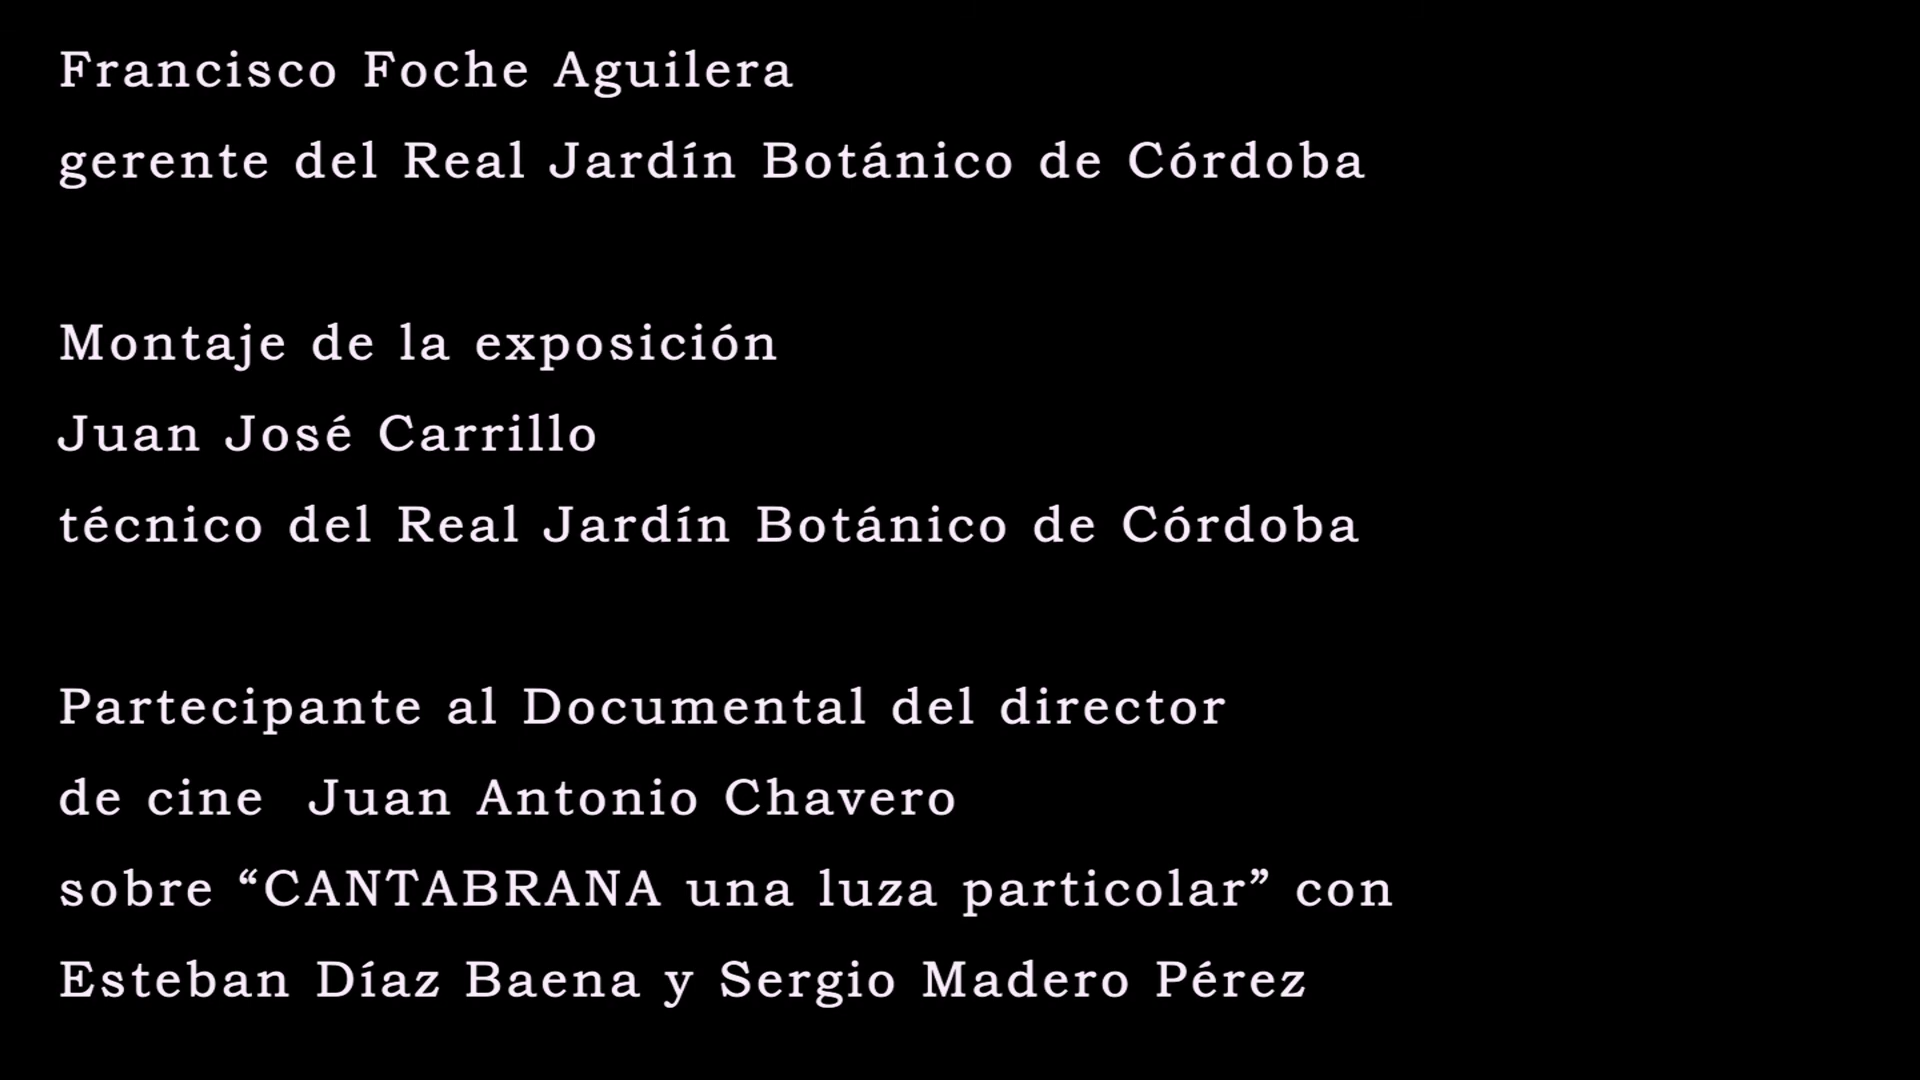 Francisco Foche Aguilera
gerente del Real Jardín Botánico de Córdoba
Montaje de la exposición
Juan José Carrillo
técnico del Real Jardín Botánico de Córdoba
Partecipante al Documental del director
de cine  Juan Antonio Chavero
sobre “CANTABRANA una luza particolar” con
Esteban Díaz Baena y Sergio Madero Pérez